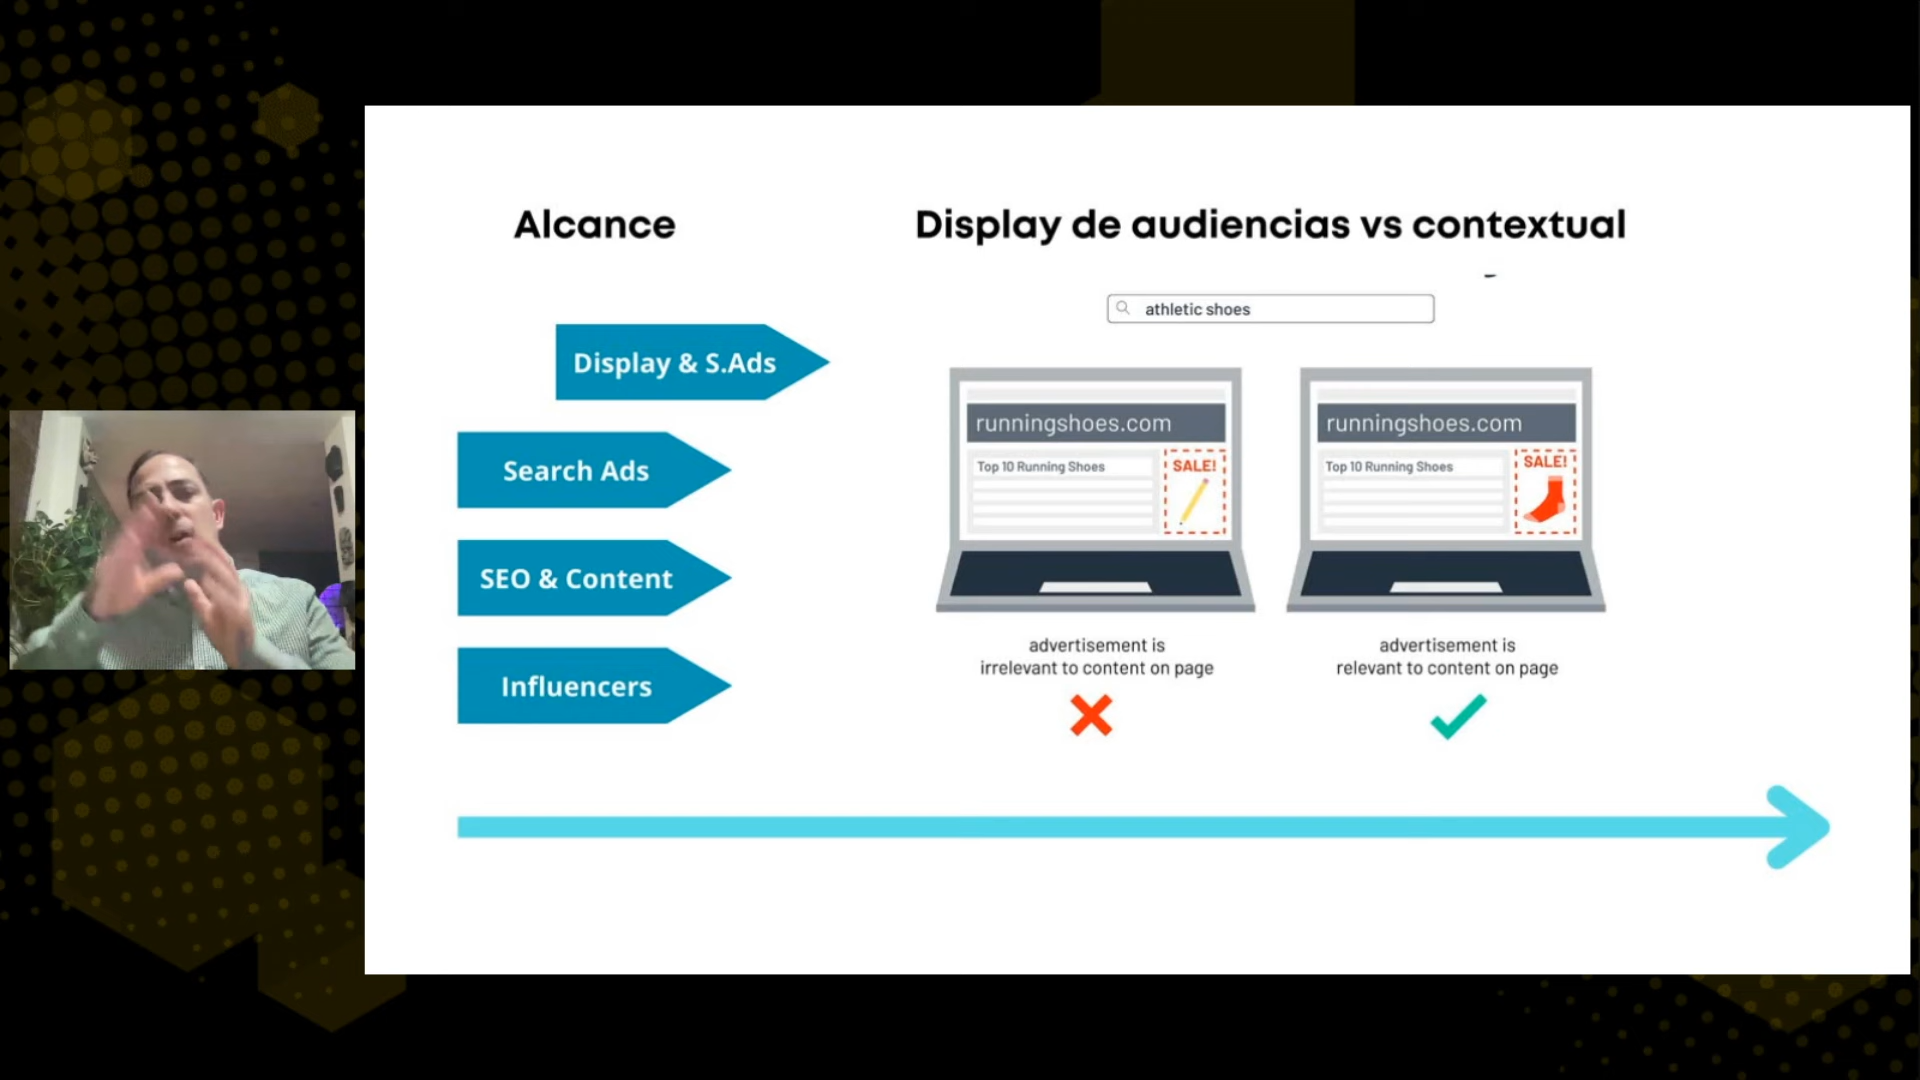 Alcance
Display & S.Ads
Search Ads
SEO & Content
Influencers
Display de audiencias vs contextual
athletic shoes
runningshoes.com
Top 10 Running Shoes
SALE!
advertisement is
irrelevant to content on page
runningshoes.com
Top 10 Running Shoes
SALE!
advertisement is
relevant to content on page